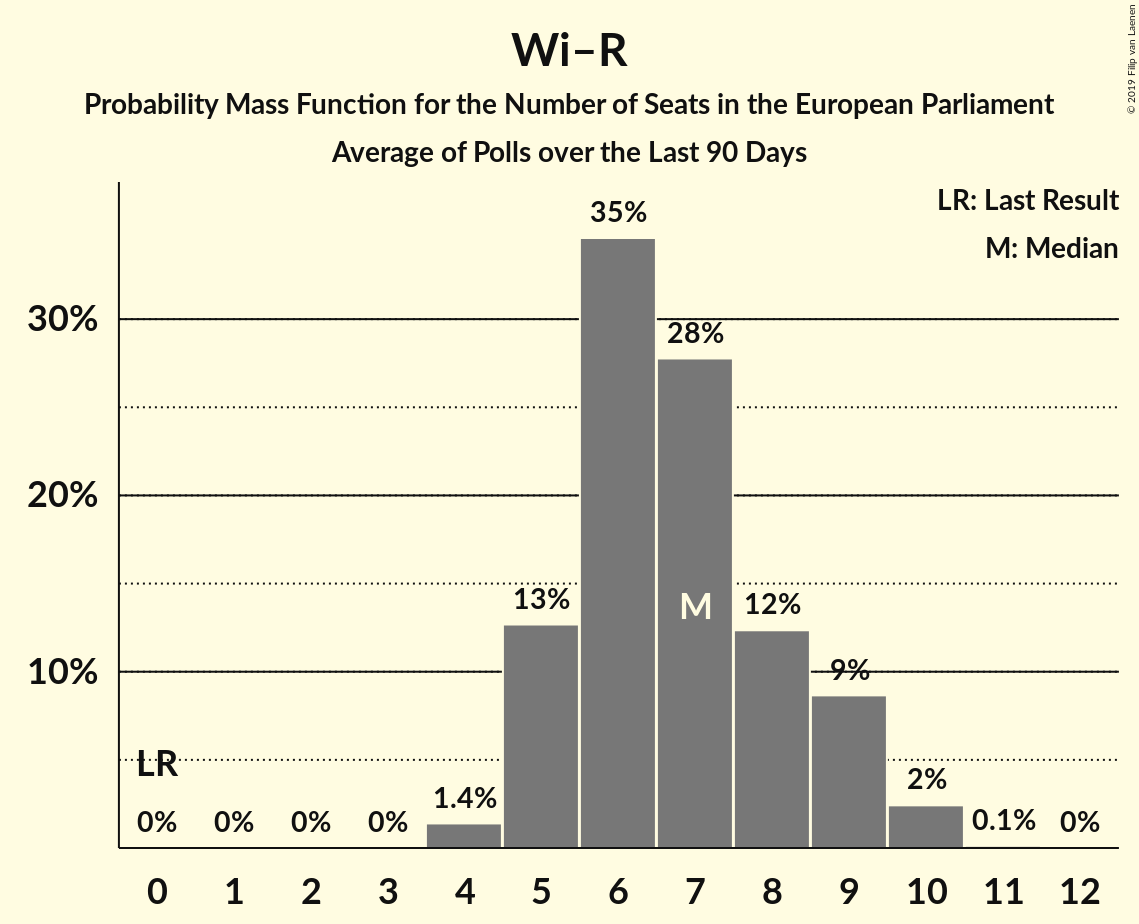 Wi–R
Probability Mass Function for the Number of Seats in the European Parliament
Average of Polls over the Last 90 Days
© 2019 Filip van Laenen
LR: Last Result
M: Median
35%
30%
28%
20%
13%
M
12%
10%
9%
LR
0%
0%
0%
0%
1.4%
2%
0.1%
0%
0 1 2 3 4 5 6 7 8 9 10 11 12